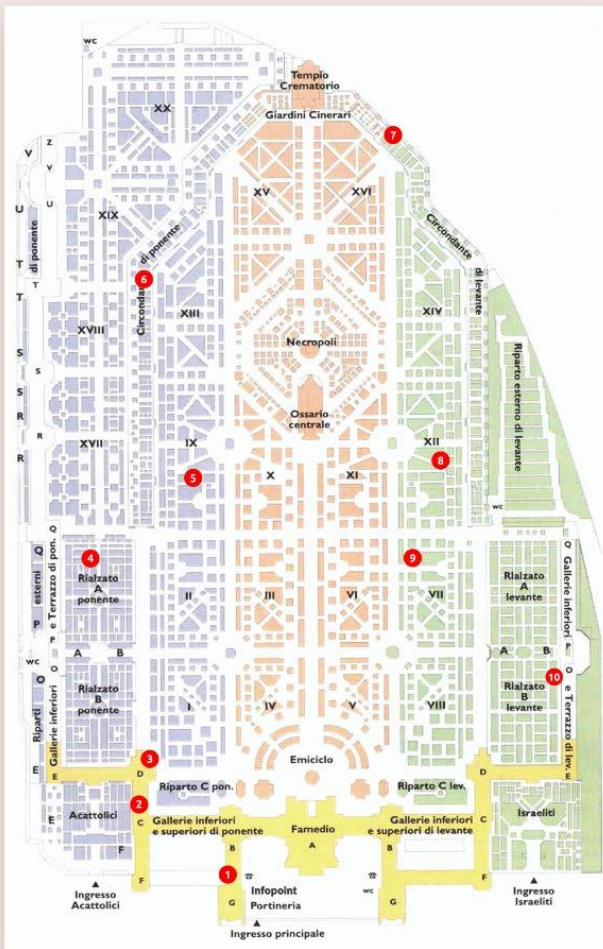 WC
Tempio
Crematorio
Giardini Cinerari
XX
7
V
Z
V
U
U
di ponente
T
T
T
XIX
XV
XVI
di ponente
Circondante
6
Circondan
di levante
XIII
XIV
XVIII
Necropoli
S
S
S
R
R
R
Riparto esterno di levante
Ossario
centrale
XVII
IX
5
X
XI
XII
8
WC
Q
Q
esterni
P
P
e Terrazzo di pon.
4
Rialzato
A
ponente
II
III
VI
9
VII
Rialzato
A
levante
Q
Gallerie inferiori
P
WC
A
B
A
B
O
O
Riparti
E
E
Gallerie inferiori
Rialzato
B
ponente
I
IV
V
VIII
10
Rialzato
B
levante
O
e Terrazzo di lev.
E
3
D
Emiciclo
D
Riparto C pon.
Riparto C lev.
2
C
C
E
Acattolici
F
Gallerie inferiori
e superiori di ponente
Famedio
A
Gallerie inferiori
e superiori di levante
Israeliti
B
B
F
1
Infopoint
WC
F
Ingresso
Acattolici
Portineria
Ingresso
Israeliti
G
G
Ingresso principale